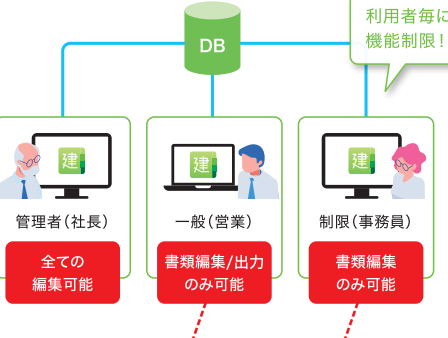 利用者毎に
機能制限!
DB
建
建
建
管理者(社長)
一般(営業)
制限(事務員)
全ての
編集可能
書類編集/出力
のみ可能
書類編集
のみ可能